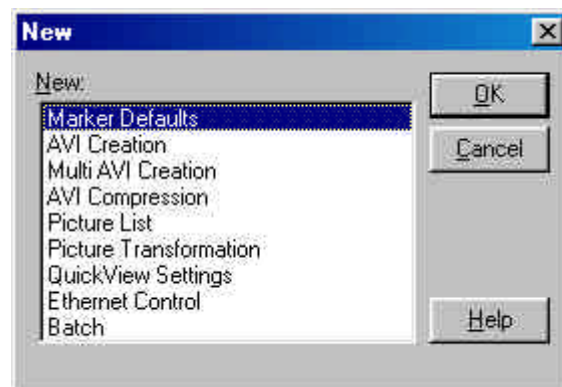 New
New:
Marker Defaults
AVI Creation
Multi AVI Creation
AVI Compression
Picture List
Picture Transformation
QuickView Settings
Ethernet Control
Batch
OK
Cancel
Help